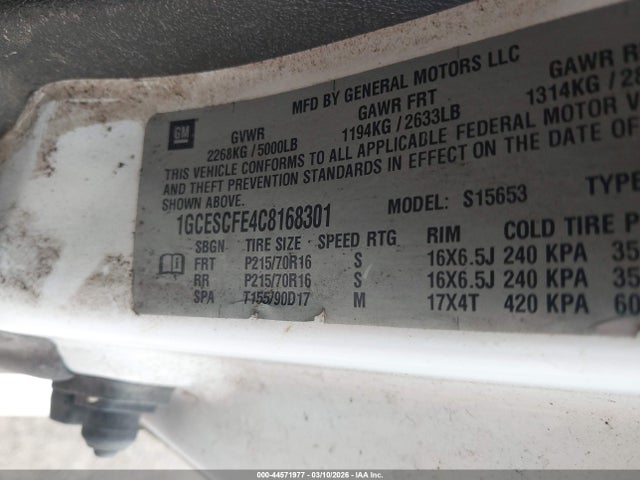 MFD BY GENERAL MOTORS LLC
GM
GVWR GAWR FRT GAWR R
2268KG / 5000LB 1194KG / 2633LB 1314KG / 2
THIS VEHICLE CONFORMS TO ALL APPLICABLE FEDERAL MOTOR V
AND THEFT PREVENTION STANDARDS IN EFFECT ON THE DATE OF
SHOWN ABOVE.
1GCESCFE4C8168301 MODEL: S15653 TYPE
SBGN TIRE SIZE - SPEED RTG RIM COLD TIRE P
FRT P215/70R16 S 16X6.5J 240 KPA 35
RR P215/70R16 S 16X6.5J 240 KPA 35
SPA T155/90D17 M 17X4T 420 KPA 60
000-44571977 - 03/10/2026 - IAA Inc.